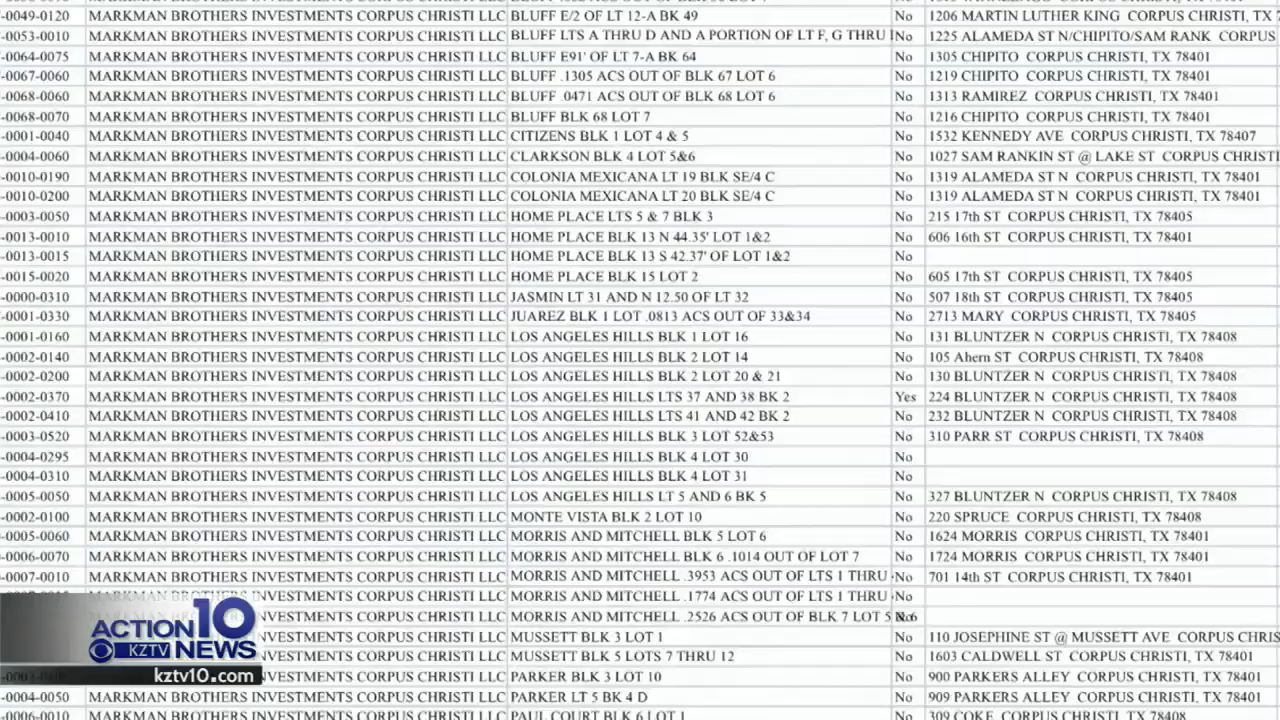 -0049-0120 MARKMAN BROTHERS INVESTMENTS CORPUS CHRISTI LLC BLUFF E/2 OF LT 12-A BK 49 No 1206 MARTIN LUTHER KING CORPUS CHRISTI, TX
-0053-0010 MARKMAN BROTHERS INVESTMENTS CORPUS CHRISTI LLC BLUFF LTS A THRU D AND A PORTION OF LT F, G THRU No 1225 ALAMEDA ST N/CHIPITO/SAM RANK CORPUS
-0064-0075 MARKMAN BROTHERS INVESTMENTS CORPUS CHRISTI LLC BLUFF E91' OF LT 7-A BK 64 No 1305 CHIPITO CORPUS CHRISTI, TX 78401
-0067-0060 MARKMAN BROTHERS INVESTMENTS CORPUS CHRISTI LLC BLUFF .1305 ACS OUT OF BLK 67 LOT 6 No 1219 CHIPITO CORPUS CHRISTI, TX 78401
-0068-0060 MARKMAN BROTHERS INVESTMENTS CORPUS CHRISTI LLC BLUFF .0471 ACS OUT OF BLK 68 LOT 6 No 1313 RAMIREZ CORPUS CHRISTI, TX 78401
-0068-0070 MARKMAN BROTHERS INVESTMENTS CORPUS CHRISTI LLC BLUFF BLK 68 LOT 7 No 1216 CHIPITO CORPUS CHRISTI, TX 78401
-0001-0040 MARKMAN BROTHERS INVESTMENTS CORPUS CHRISTI LLC CITIZENS BLK 1 LOT 4 & 5 No 1532 KENNEDY AVE CORPUS CHRISTI, TX 78407
-0004-0060 MARKMAN BROTHERS INVESTMENTS CORPUS CHRISTI LLC CLARKSON BLK 4 LOT 5&6 No 1027 SAM RANKIN ST @ LAKE ST CORPUS CHRISTI
-0010-0190 MARKMAN BROTHERS INVESTMENTS CORPUS CHRISTI LLC COLONIA MEXICANA LT 19 BLK SE/4 C No 1319 ALAMEDA ST N CORPUS CHRISTI, TX 78401
-0010-0200 MARKMAN BROTHERS INVESTMENTS CORPUS CHRISTI LLC COLONIA MEXICANA LT 20 BLK SE/4 C No 1319 ALAMEDA ST N CORPUS CHRISTI, TX 78401
-0003-0050 MARKMAN BROTHERS INVESTMENTS CORPUS CHRISTI LLC HOME PLACE LTS 5 & 7 BLK 3 No 215 17th ST CORPUS CHRISTI, TX 78405
-0013-0010 MARKMAN BROTHERS INVESTMENTS CORPUS CHRISTI LLC HOME PLACE BLK 13 N 44.35' LOT 1&2 No 606 16th ST CORPUS CHRISTI, TX 78401
-0013-0015 MARKMAN BROTHERS INVESTMENTS CORPUS CHRISTI LLC HOME PLACE BLK 13 S 42.37' OF LOT 1&2 No
-0015-0020 MARKMAN BROTHERS INVESTMENTS CORPUS CHRISTI LLC HOME PLACE BLK 15 LOT 2 No 605 17th ST CORPUS CHRISTI, TX 78405
-0000-0310 MARKMAN BROTHERS INVESTMENTS CORPUS CHRISTI LLC JASMIN LT 31 AND N 12.50 OF LT 32 No 507 18th ST CORPUS CHRISTI, TX 78405
-0001-0330 MARKMAN BROTHERS INVESTMENTS CORPUS CHRISTI LLC JUAREZ BLK 1 LOT .0813 ACS OUT OF 33&34 No 2713 MARY CORPUS CHRISTI, TX 78405
-0001-0160 MARKMAN BROTHERS INVESTMENTS CORPUS CHRISTI LLC LOS ANGELES HILLS BLK 1 LOT 16 No 131 BLUNTZER N CORPUS CHRISTI, TX 78408
-0002-0140 MARKMAN BROTHERS INVESTMENTS CORPUS CHRISTI LLC LOS ANGELES HILLS BLK 2 LOT 14 No 105 Ahern ST CORPUS CHRISTI, TX 78408
-0002-0200 MARKMAN BROTHERS INVESTMENTS CORPUS CHRISTI LLC LOS ANGELES HILLS BLK 2 LOT 20 & 21 No 130 BLUNTZER N CORPUS CHRISTI, TX 78408
-0002-0370 MARKMAN BROTHERS INVESTMENTS CORPUS CHRISTI LLC LOS ANGELES HILLS LTS 37 AND 38 BK 2 Yes 224 BLUNTZER N CORPUS CHRISTI, TX 78408
-0002-0410 MARKMAN BROTHERS INVESTMENTS CORPUS CHRISTI LLC LOS ANGELES HILLS LTS 41 AND 42 BK 2 No 232 BLUNTZER N CORPUS CHRISTI, TX 78408
-0003-0520 MARKMAN BROTHERS INVESTMENTS CORPUS CHRISTI LLC LOS ANGELES HILLS BLK 3 LOT 52&53 No 310 PARR ST CORPUS CHRISTI, TX 78408
-0004-0295 MARKMAN BROTHERS INVESTMENTS CORPUS CHRISTI LLC LOS ANGELES HILLS BLK 4 LOT 30 No
-0004-0310 MARKMAN BROTHERS INVESTMENTS CORPUS CHRISTI LLC LOS ANGELES HILLS BLK 4 LOT 31 No
-0005-0050 MARKMAN BROTHERS INVESTMENTS CORPUS CHRISTI LLC LOS ANGELES HILLS LT 5 AND 6 BK 5 No 327 BLUNTZER N CORPUS CHRISTI, TX 78408
-0002-0100 MARKMAN BROTHERS INVESTMENTS CORPUS CHRISTI LLC MONTE VISTA BLK 2 LOT 10 No 220 SPRUCE CORPUS CHRISTI, TX 78408
-0005-0060 MARKMAN BROTHERS INVESTMENTS CORPUS CHRISTI LLC MORRIS AND MITCHELL BLK 5 LOT 6 No 1624 MORRIS CORPUS CHRISTI, TX 78401
-0006-0070 MARKMAN BROTHERS INVESTMENTS CORPUS CHRISTI LLC MORRIS AND MITCHELL BLK 6 .014 OUT OF LOT 7 No 1724 MORRIS CORPUS CHRISTI, TX 78401
-0007-0010 MARKMAN BROTHERS INVESTMENTS CORPUS CHRISTI LLC MORRIS AND MITCHELL .3953 ACS OUT OF LTS 1 THRU No 701 14th ST CORPUS CHRISTI, TX 78401
INVESTMENTS CORPUS CHRISTI LLC MORRIS AND MITCHELL .1774 ACS OUT OF LTS 1 THRU No
INVESTMENTS CORPUS CHRISTI LLC MORRIS AND MITCHELL .2526 ACS OUT OF BLK 7 LOT 5
INVESTMENTS CORPUS CHRISTI LLC MUSSETT BLK 3 LOT 1 No 110 JOSEPHINE ST @ MUSSETT AVE CORPUS
INVESTMENTS CORPUS CHRISTI LLC MUSSETT BLK 5 LOTS 7 THRU 12 No 1603 CALDWELL ST CORPUS CHRISTI, TX 78401
INVESTMENTS CORPUS CHRISTI LLC PARKER BLK 3 LOT 10 No 900 PARKERS ALLEY CORPUS CHRISTI, TX 78401
-0004-0050 MARKMAN BROTHERS INVESTMENTS CORPUS CHRISTI LLC PARKER LT 5 BK 4 D No 909 PARKERS ALLEY CORPUS CHRISTI, TX 78401
-0006-0010 MARKMAN BROTHERS INVESTMENTS CORPUS CHRISTI LLC PAUL COURT BLK 6 LOT 1 No 309 COKE CORPUS CHRISTI, TX 78408
ACTION 10
KZTV NEWS
kztv10.com